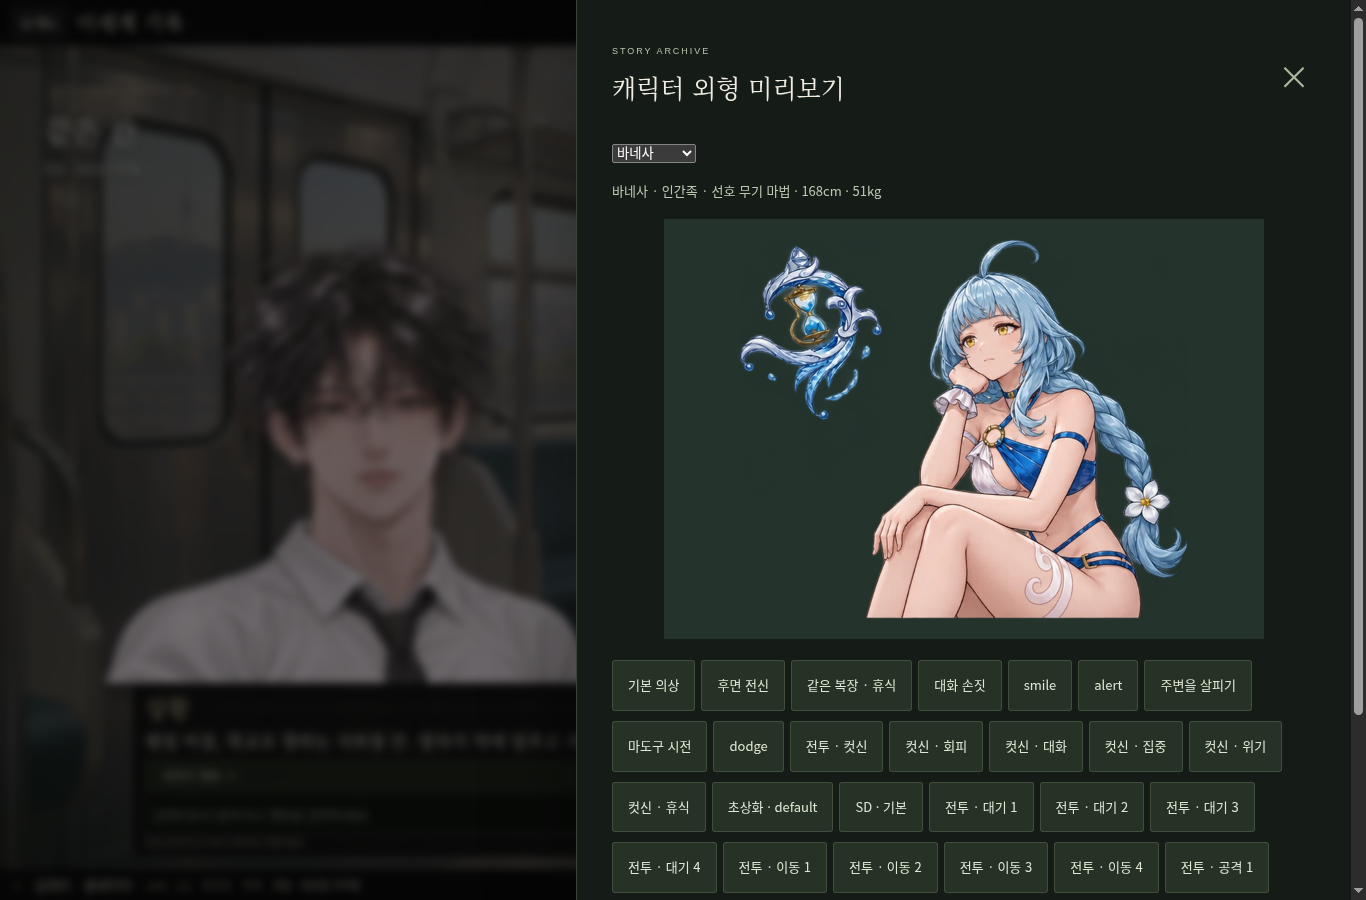 STORY ARCHIVE
캐릭터 외형 미리보기
바네사
바네사 · 인간족 · 선호 무기 마법 · 168cm · 51kg
기본 의상
후면 전신
같은 복장 · 휴식
대화 손짓
smile
alert
주변을 살피기
마도구 시전
dodge
전투 · 컷신
컷신 · 회피
컷신 · 대화
컷신 · 집중
컷신 · 위기
컷신 · 휴식
초상화 · default
SD · 기본
전투 · 대기 1
전투 · 대기 2
전투 · 대기 3
전투 · 대기 4
전투 · 이동 1
전투 · 이동 2
전투 · 이동 3
전투 · 이동 4
전투 · 공격 1